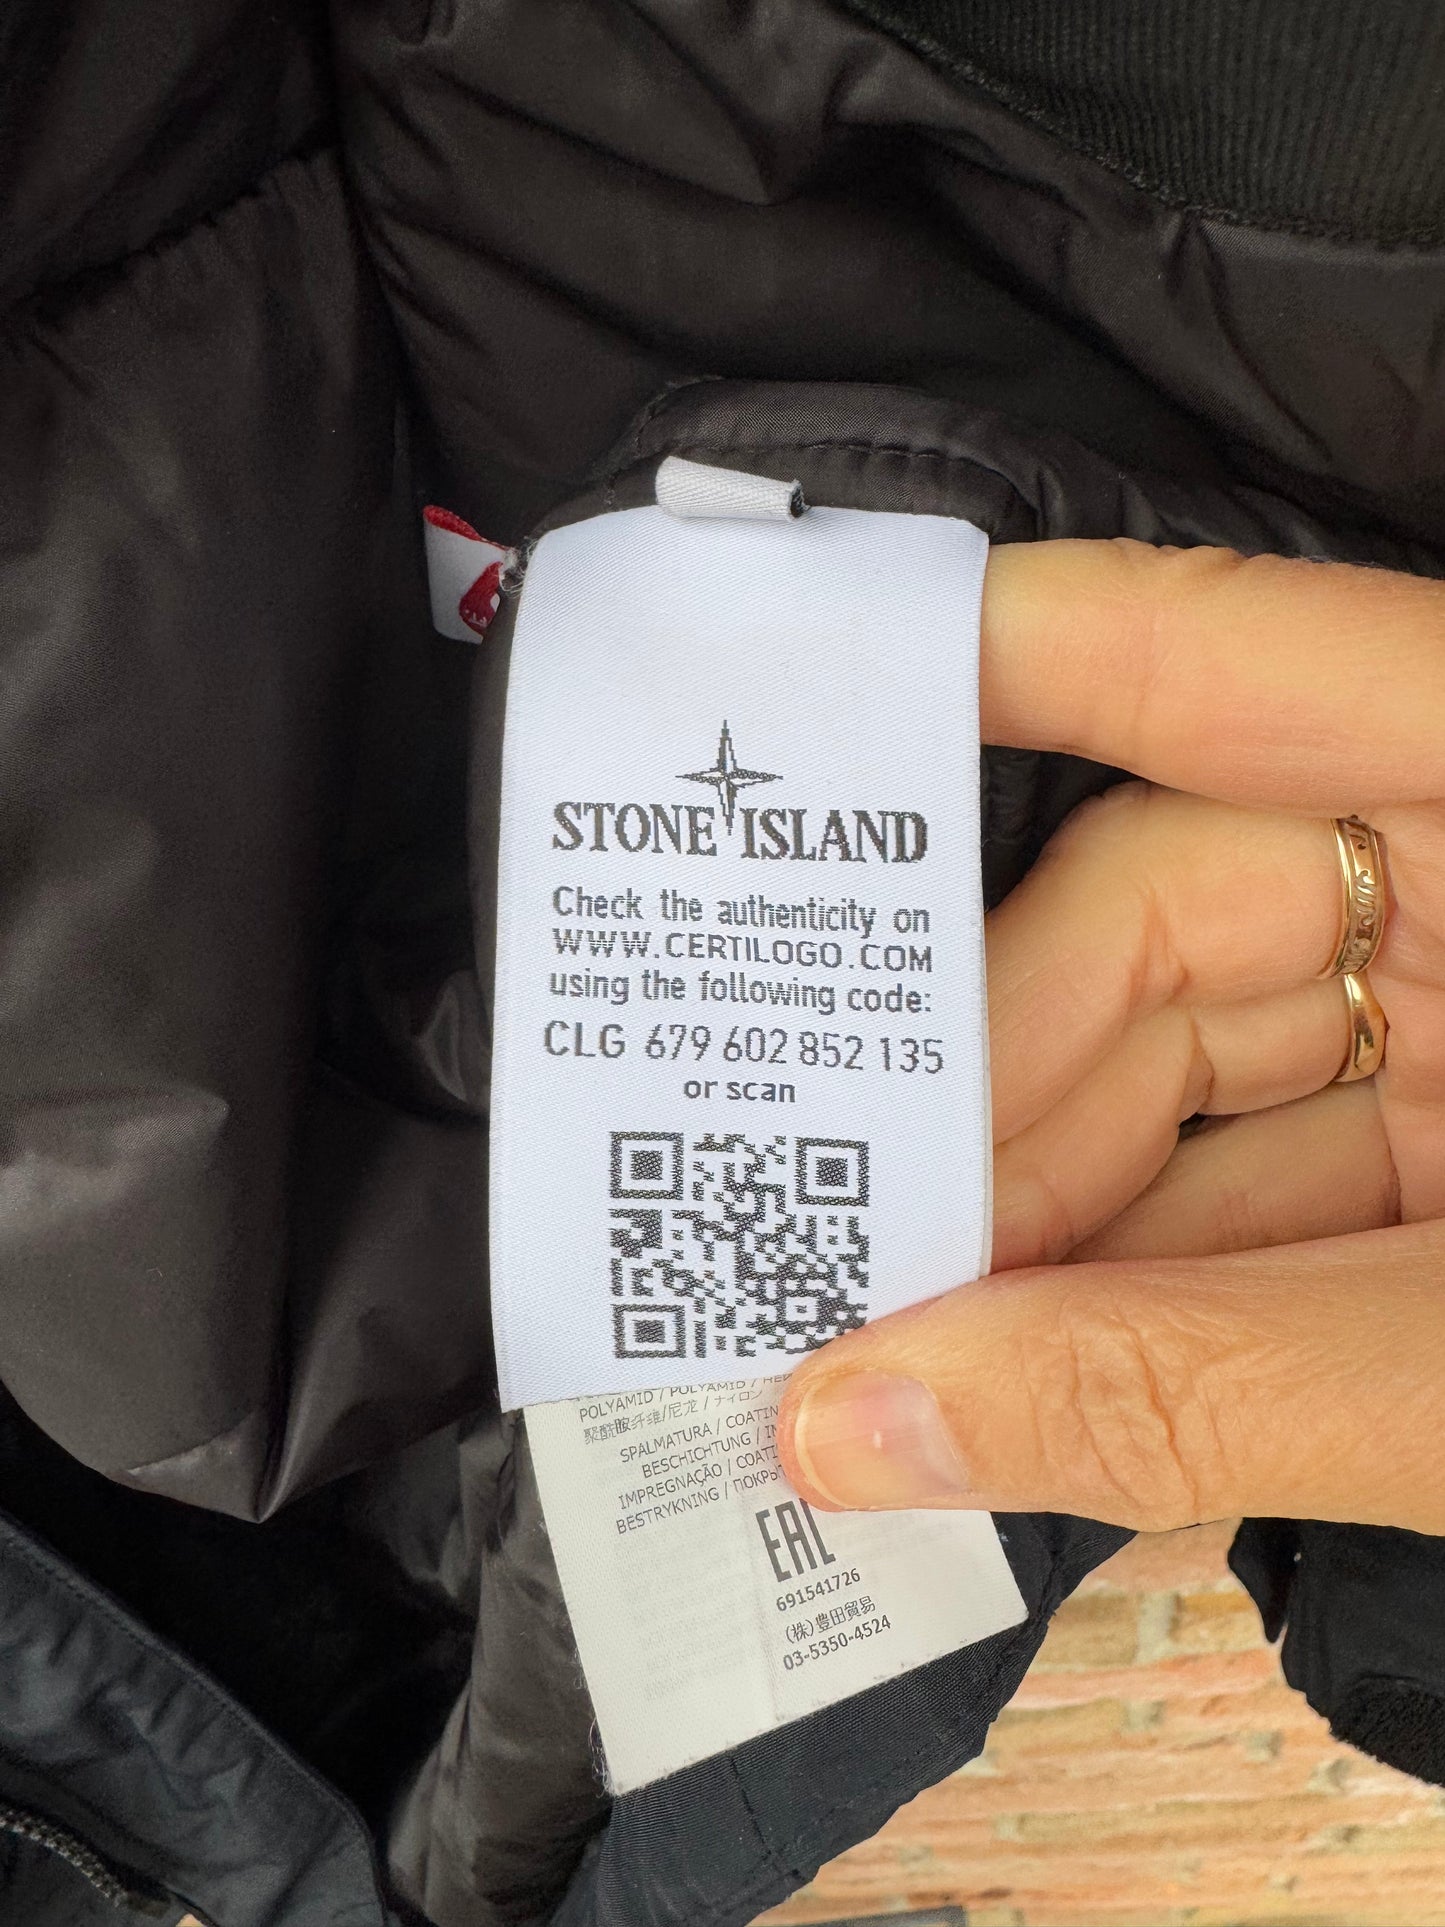 STONE ISLAND
Check the authenticity on
WWW.CERTILOGO.COM
using the following code:
CLG 679 602 852 135
or scan
POLYAMID / POLYAMID /
聚酰胺纤维/尼龙 / ナイロン
SPALMATURA / COATIN
BESCHICHTUNG /
IMPREGNAÇÃO / COATI
BESTRYKNING / ПОКРЫ
EAC
691541726
(株)豊田貿易
03-5350-4524